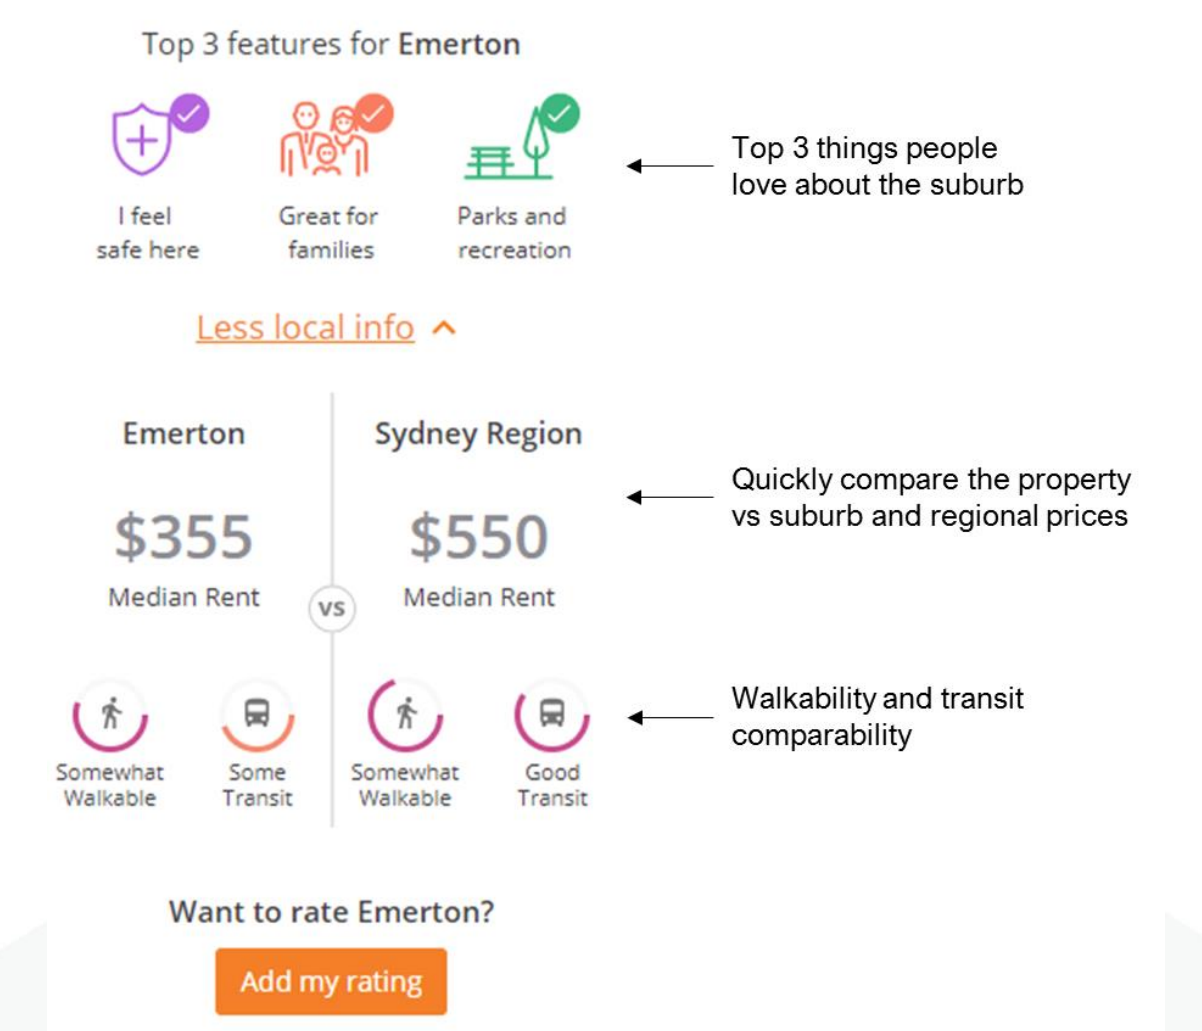 Top 3 features for Emerton
I feel
safe here
Great for
families
Parks and
recreation
Top 3 things people
love about the suburb
Less local info
Emerton
$355
Median Rent
vs
Sydney Region
$550
Median Rent
Quickly compare the property
vs suburb and regional prices
Somewhat
Walkable
Some
Transit
Somewhat
Walkable
Good
Transit
Walkability and transit
comparability
Want to rate Emerton?
Add my rating